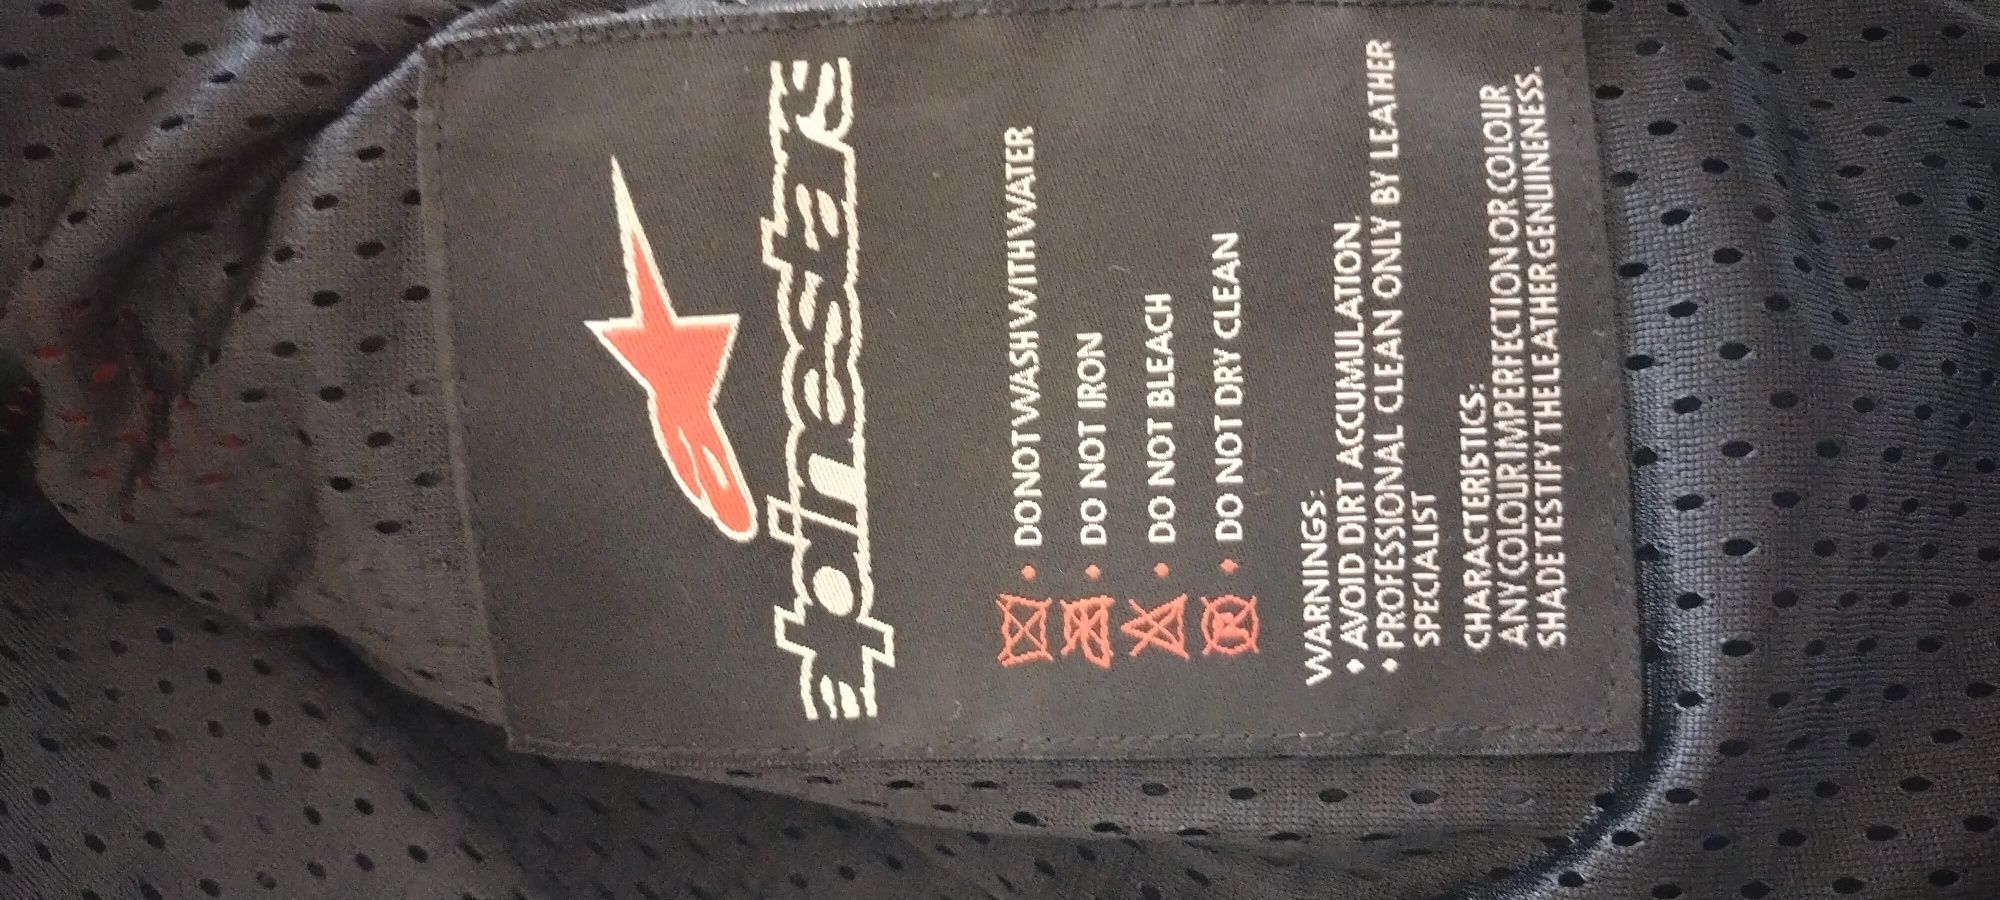 alpinestars
• DO NOT WASH WITH WATER
• DO NOT IRON
• DO NOT BLEACH
• DO NOT DRY CLEAN
WARNINGS:
• AVOID DIRT ACCUMULATION.
• PROFESSIONAL CLEAN ONLY BY LEATHER
SPECIALIST
CHARACTERISTICS:
ANY COLOUR IMPERFECTION OR COLOUR
SHADE TESTIFY THE LEATHER GENUINENESS.